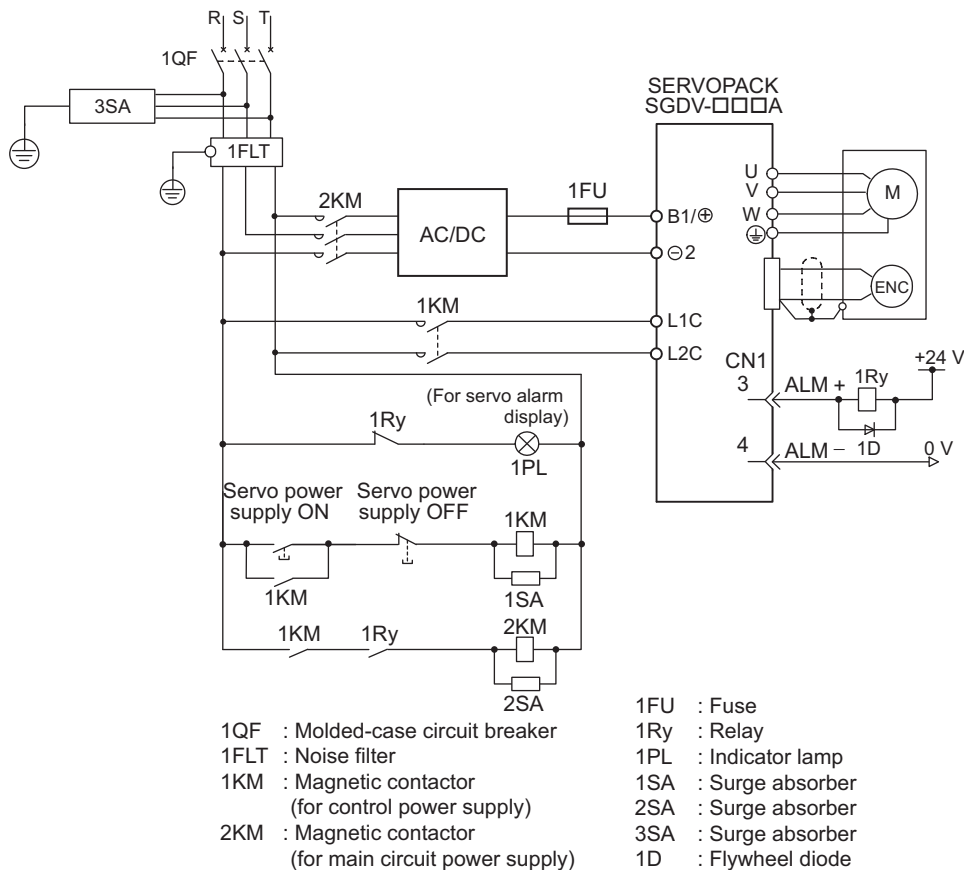 R S T
1QF
3SA
1FLT
SERVOPACK
SGDV-□□□A
2KM
AC/DC
1FU
B1/⊕
⊖2
U
V
W
M
ENC
1KM
L1C
L2C
CN1
3
ALM +
1Ry
+24 V
1D
4
ALM −
0 V
(For servo alarm
display)
1Ry
1PL
Servo power
supply ON
Servo power
supply OFF
1KM
1KM
1SA
1KM
1Ry
2KM
2SA
1QF : Molded-case circuit breaker
1FLT : Noise filter
1KM : Magnetic contactor
(for control power supply)
2KM : Magnetic contactor
(for main circuit power supply)
1FU : Fuse
1Ry : Relay
1PL : Indicator lamp
1SA : Surge absorber
2SA : Surge absorber
3SA : Surge absorber
1D : Flywheel diode